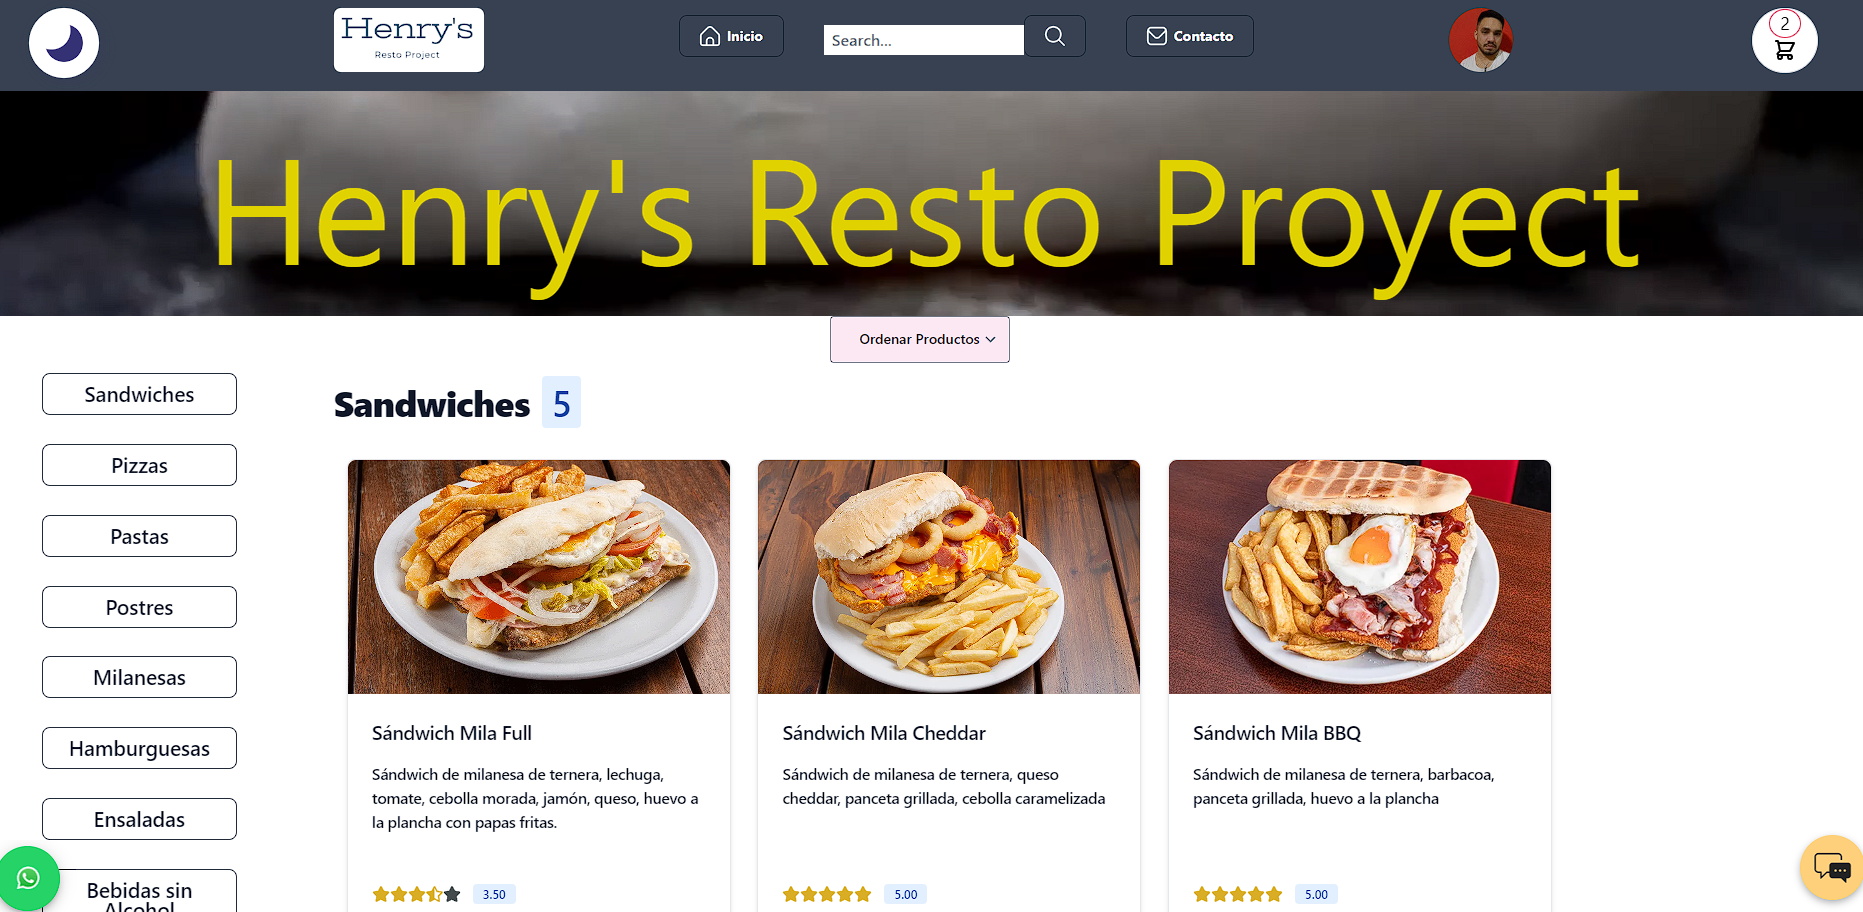 Henry's
Resto Project
Inicio
Search...
Contacto
2
Henry's Resto Proyect
Ordenar Productos
Sandwiches
Pizzas
Pastas
Postres
Milanesas
Hamburguesas
Ensaladas
Bebidas sin
Alcohol
Sandwiches 5
Sándwich Mila Full
Sándwich de milanesa de ternera, lechuga,
tomate, cebolla morada, jamón, queso, huevo a
la plancha con papas fritas.
3.50
Sándwich Mila Cheddar
Sándwich de milanesa de ternera, queso
cheddar, panceta grillada, cebolla caramelizada
5.00
Sándwich Mila BBQ
Sándwich de milanesa de ternera, barbacoa,
panceta grillada, huevo a la plancha
5.00